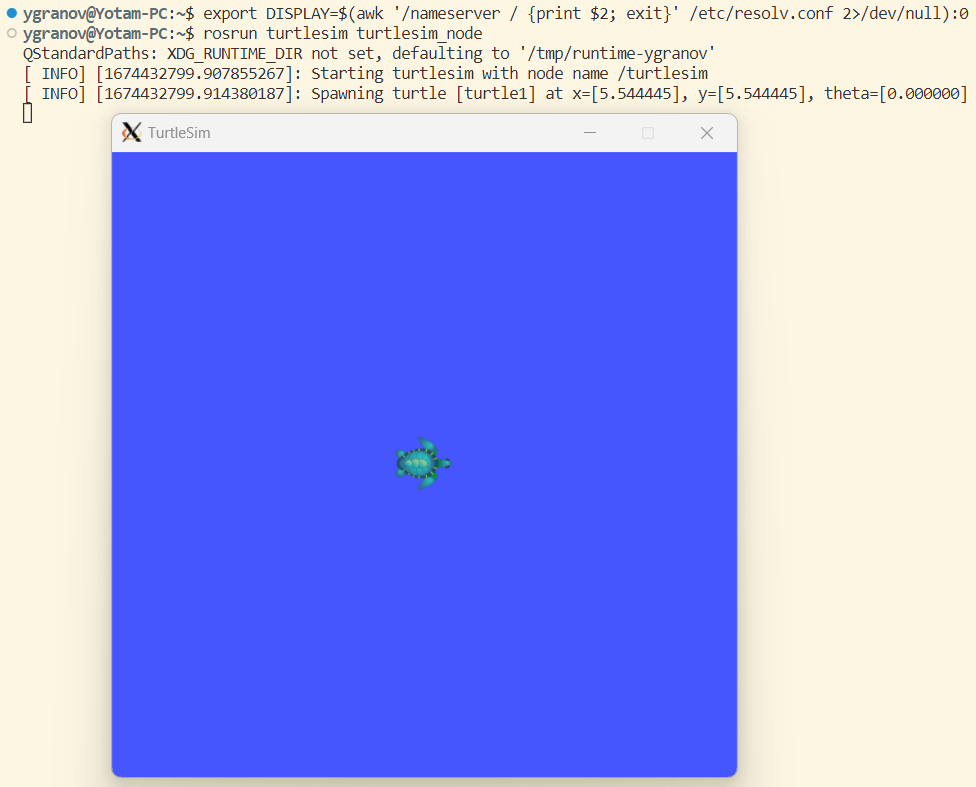 ygranov@Yotam-PC:~$ export DISPLAY=$(awk '/nameserver / {print $2; exit}' /etc/resolv.conf 2>/dev/null):0
ygranov@Yotam-PC:~$ rosrun turtlesim turtlesim_node
QStandardPaths: XDG_RUNTIME_DIR not set, defaulting to '/tmp/runtime-ygranov'
[ INFO] [1674432799.907855267]: Starting turtlesim with node name /turtlesim
[ INFO] [1674432799.914380187]: Spawning turtle [turtle1] at x=[5.544445], y=[5.544445], theta=[0.000000]
TurtleSim